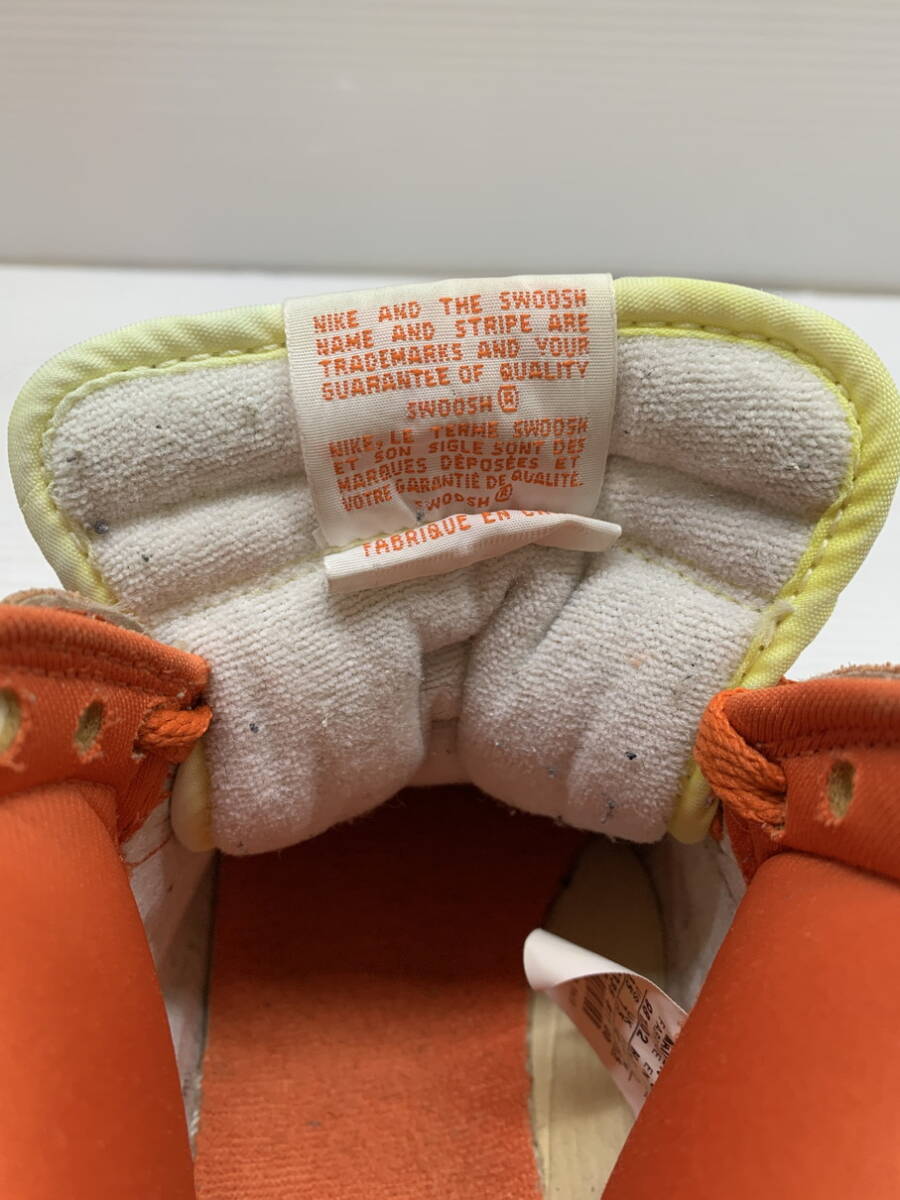 NIKE AND THE SWOOSH
NAME AND STRIPE ARE
TRADEMARKS AND YOUR
GUARANTEE OF QUALITY
SWOOSH®
NIKE, LE TERME SWOOSH
ET SON SIGLE SONT DES
MARQUES DÉPOSÉES ET
VOTRE GARANTIE DE QUALITÉ.
SWOOSH®
FABRIQUÉ EN